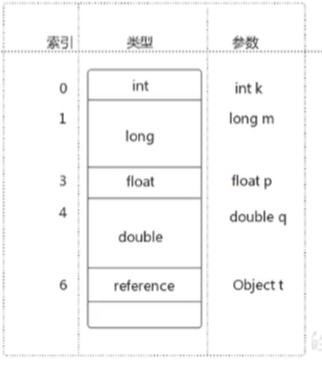 索引 类型 参数
0 int int k
1 long long m
3 float float p
4 double double q
6 reference Object t